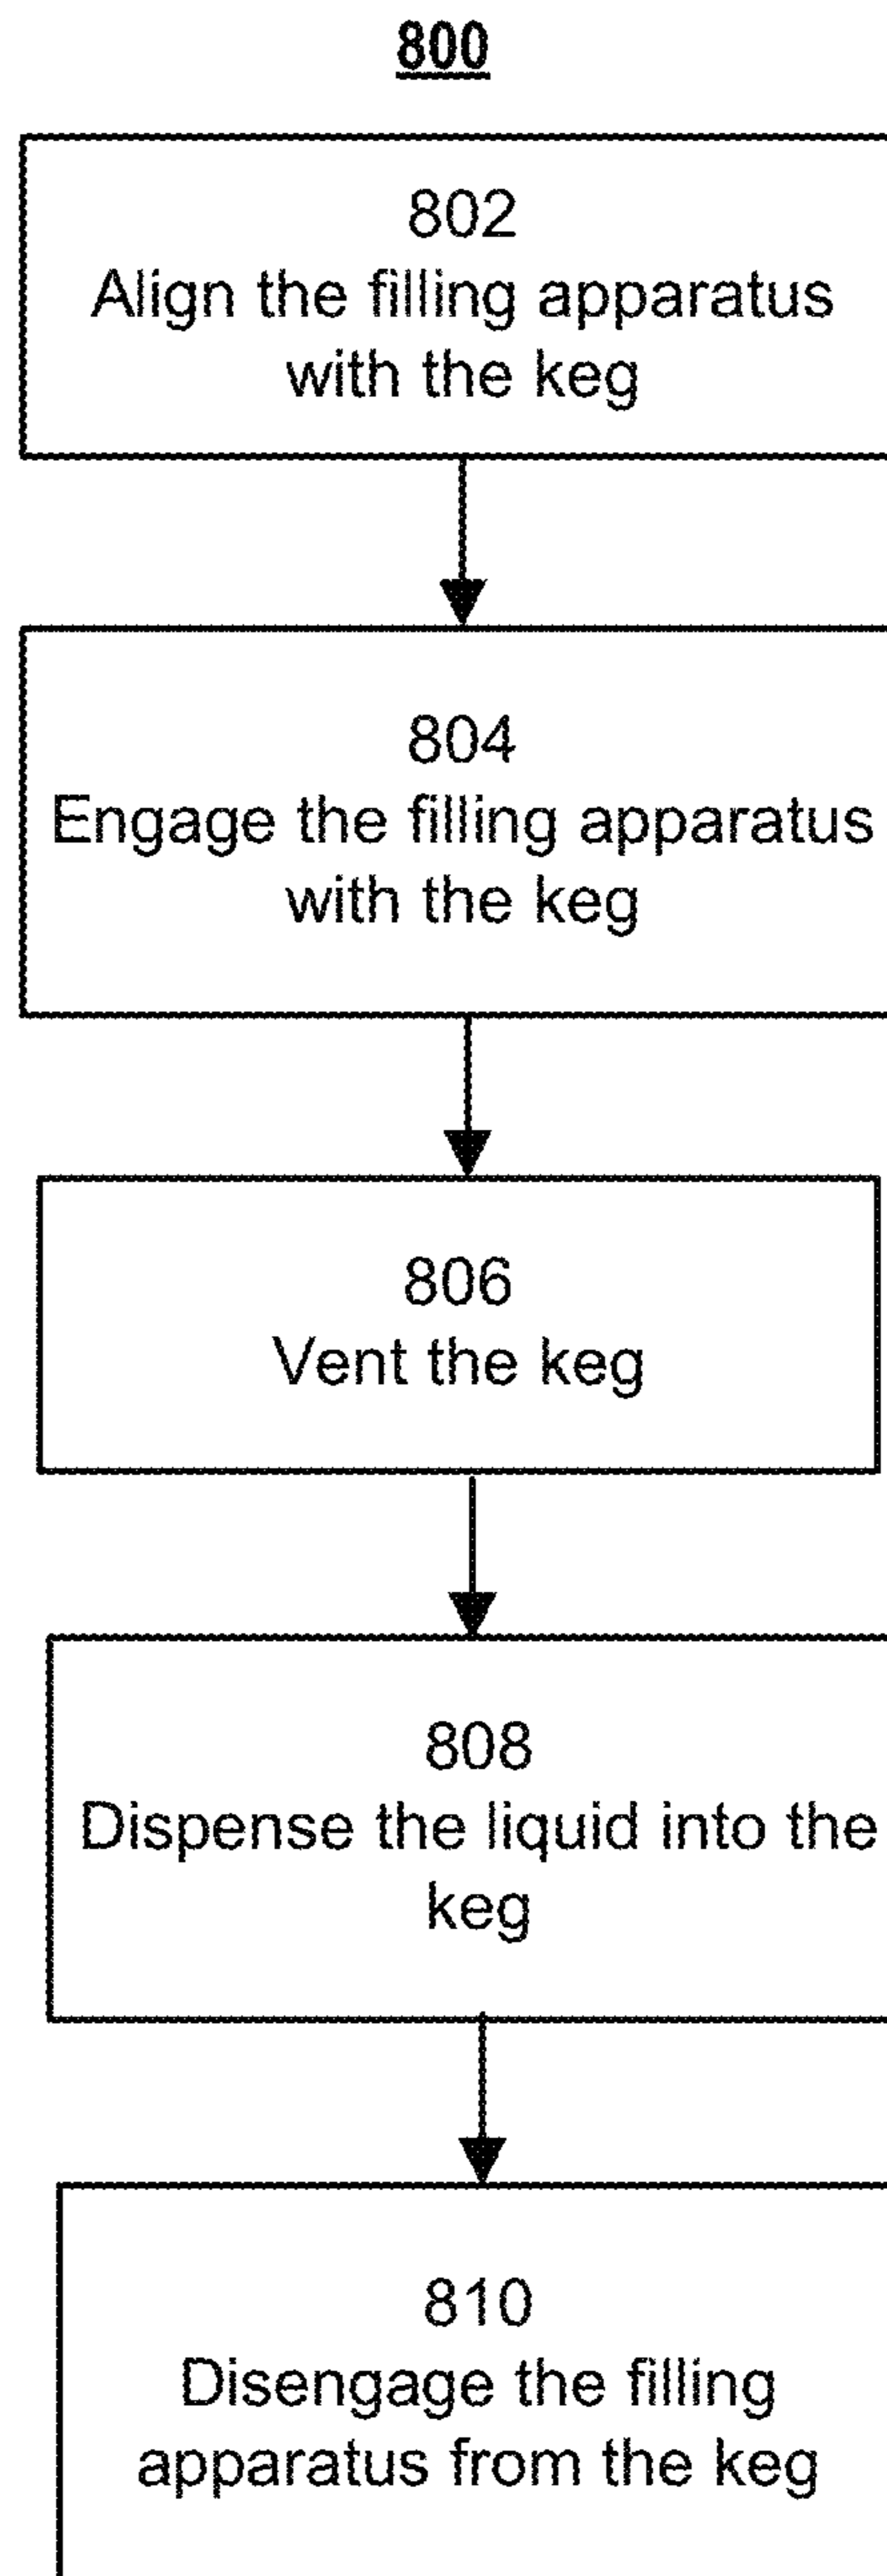 800
802
Align the filling apparatus
with the keg
804
Engage the filling apparatus
with the keg
806
Vent the keg
808
Dispense the liquid into the
keg
810
Disengage the filling
apparatus from the keg